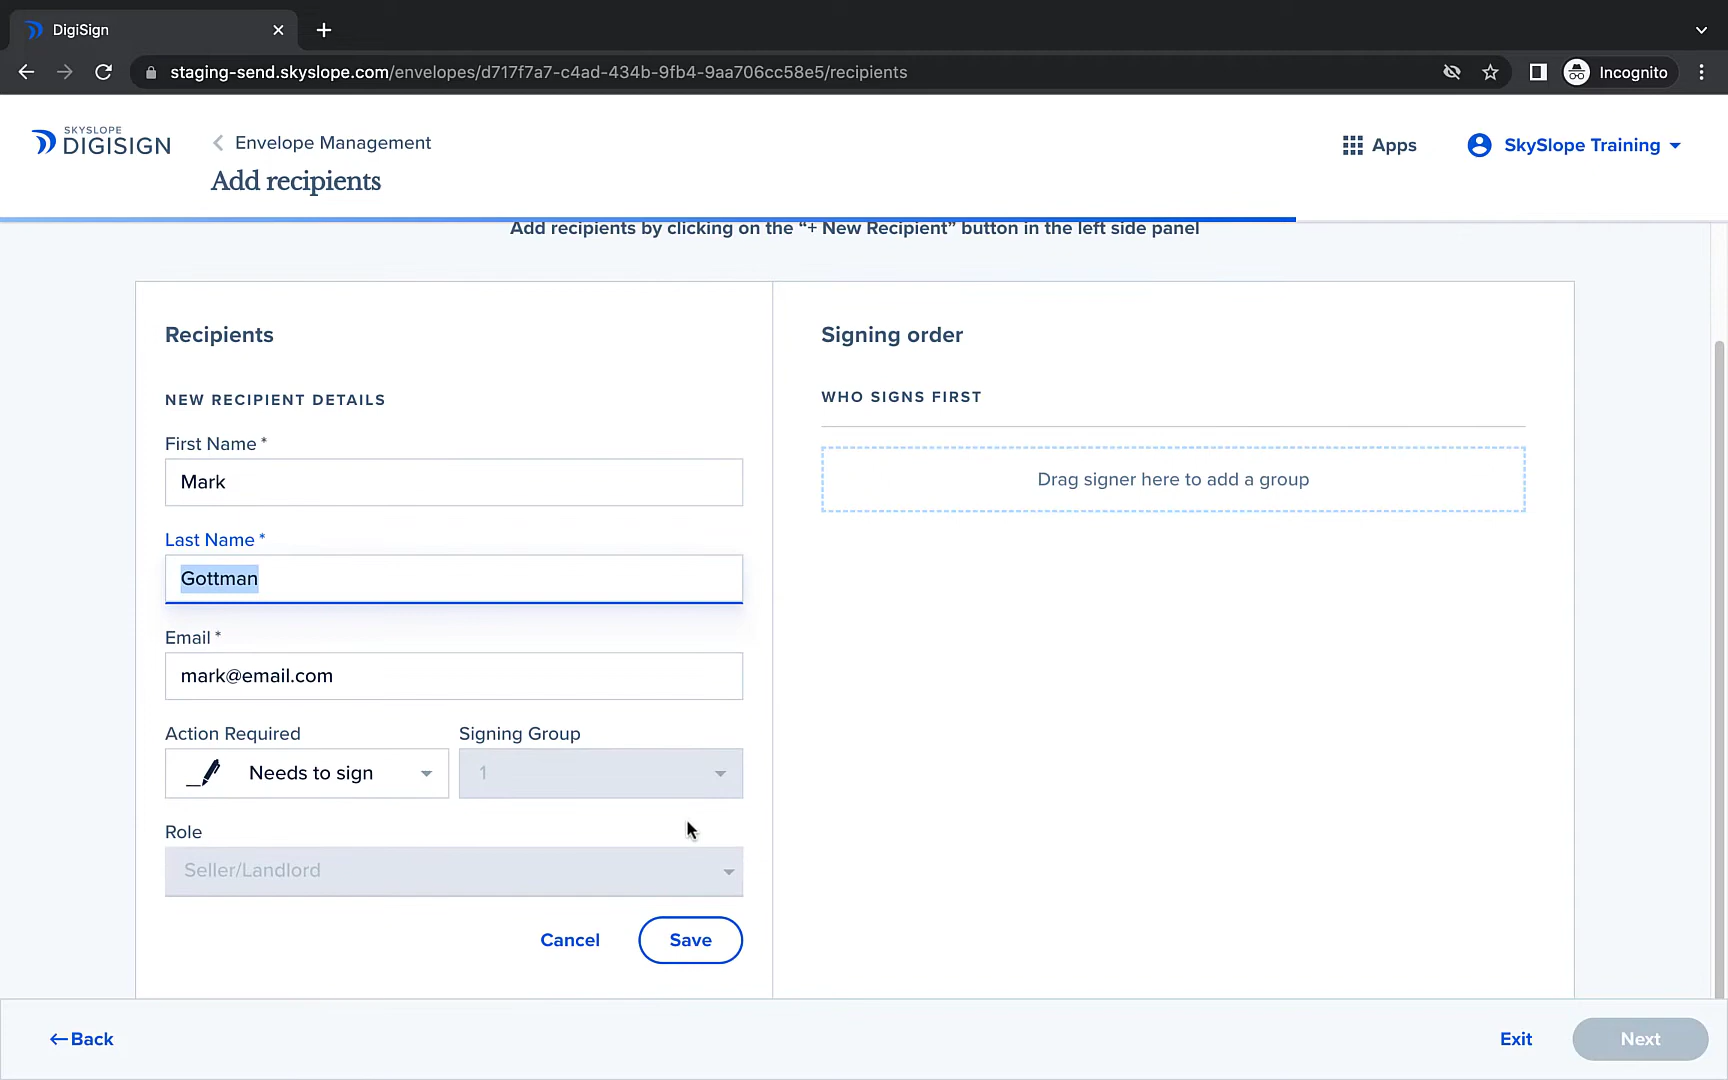 DigiSign
staging-send.skyslope.com/envelopes/d717f7a7-c4ad-434b-9fb4-9aa706cc58e5/recipients
Incognito
SKYSLOPE
DIGISIGN
Envelope Management
Add recipients
Apps
SkySlope Training
Add recipients by clicking on the “+ New Recipient” button in the left side panel
Recipients
NEW RECIPIENT DETAILS
First Name *
Mark
Last Name *
Gottman
Email *
mark@email.com
Action Required
Signing Group
Needs to sign
1
Role
Seller/Landlord
Cancel
Save
Signing order
WHO SIGNS FIRST
Drag signer here to add a group
Back
Exit
Next